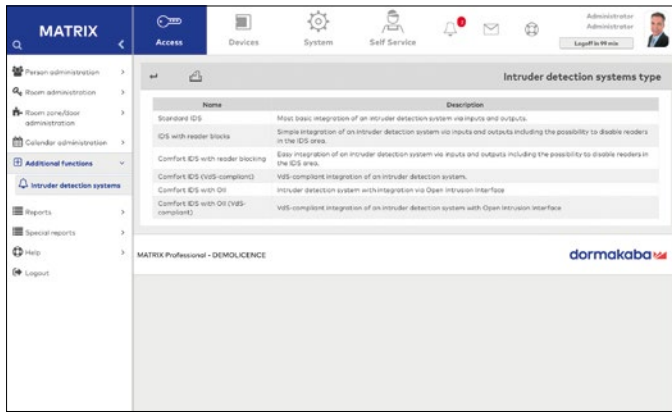 MATRIX
Access
Devices
System
Self Service
Administrator
Administrator
Logoff in 99 min
Person administration
Room administration
Room zone/door
administration
Calendar administration
Additional functions
Intruder detection systems
Reports
Special reports
Help
Logout
Intruder detection systems type
Name
Description
Standard IDS
Most basic integration of an intruder detection system via inputs and outputs.
IDS with reader blocks
Simple integration of an intruder detection system via inputs and outputs including the possibility to disable readers
in the IDS area.
Comfort IDS with reader blocking
Easy integration of an intruder detection system via inputs and outputs including the possibility to disable readers in
the IDS area.
Comfort IDS (VdS-compliant)
VdS-compliant integration of an intruder detection system.
Comfort IDS with OII
Intruder detection system with integration via Open Intrusion Interface
Comfort IDS with OII (VdS-
compliant)
VdS-compliant integration of an intruder detection system with Open Intrusion Interface
MATRIX Professional - DEMOLICENCE
dormakaba